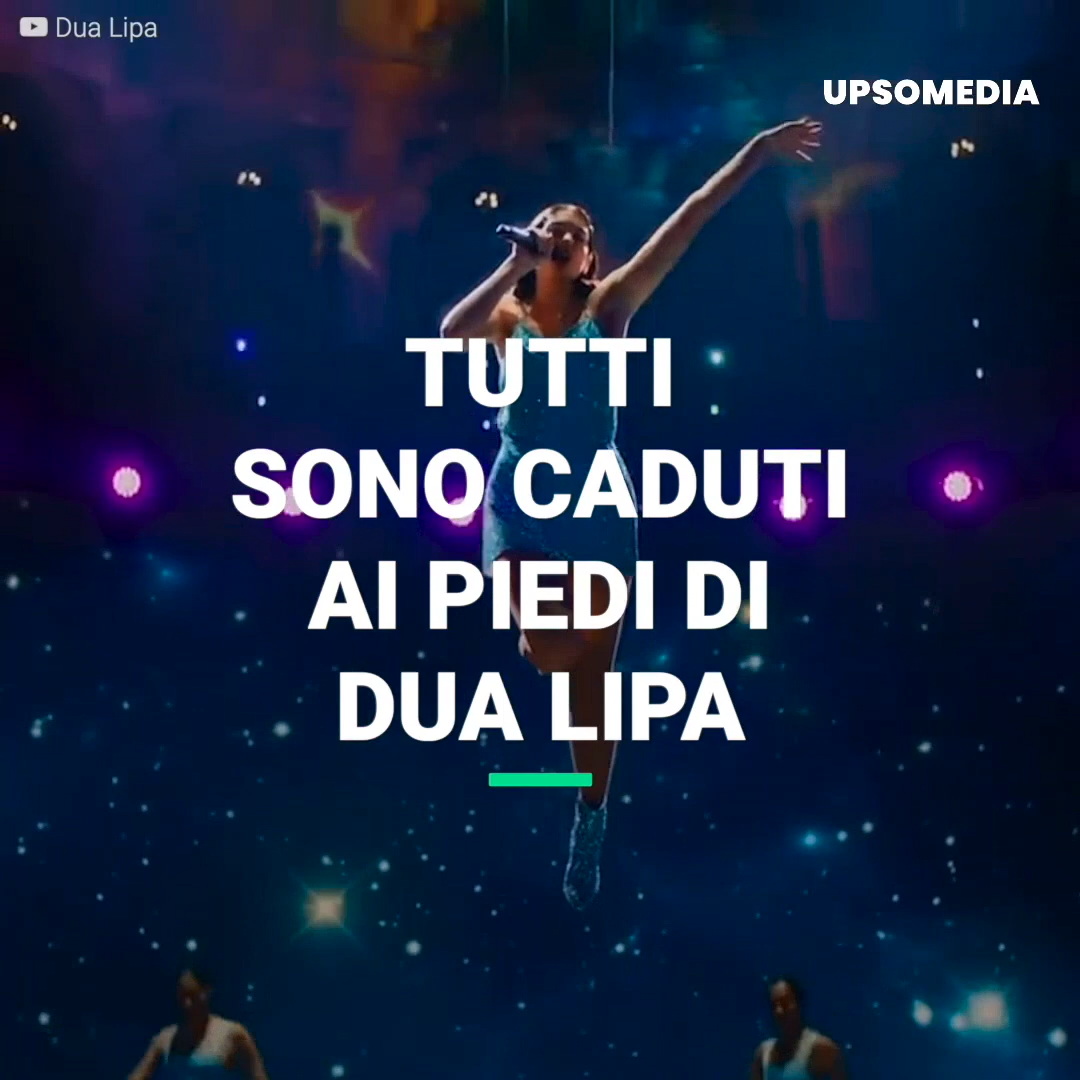 Dua Lipa
UPSOMEDIA
TUTTI
SONO CADUTI
AI PIEDI DI
DUA LIPA